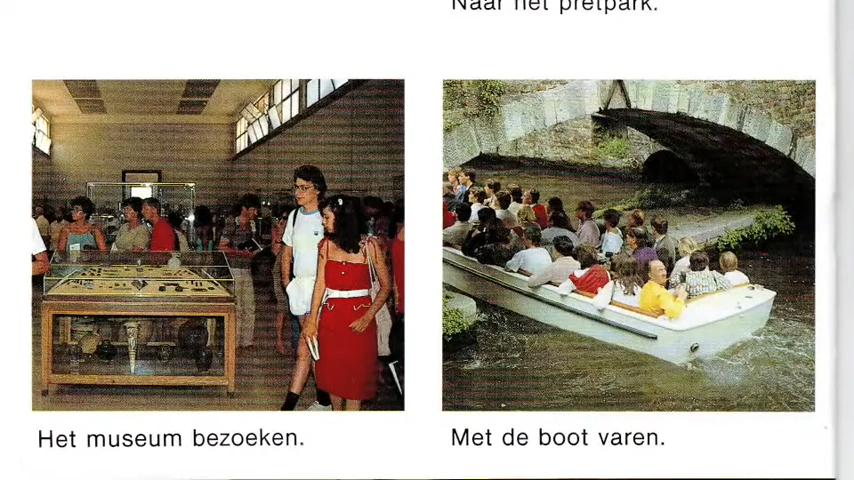 Naar het pretpark.
Het museum bezoeken.
Met de boot varen.